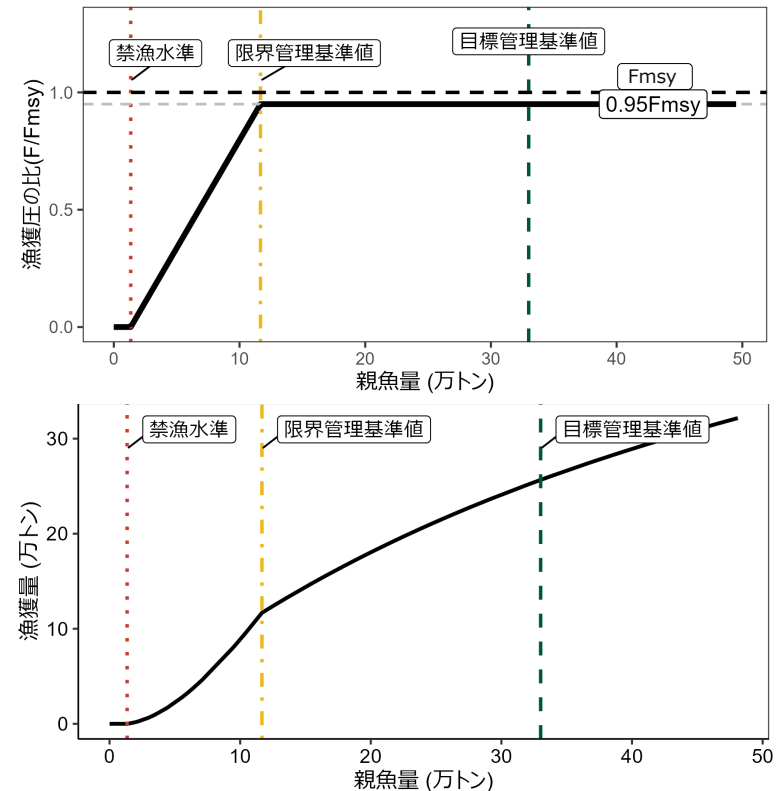 禁漁水準
限界管理基準値
目標管理基準値
Fmsy
0.95Fmsy
漁獲圧の比(F/Fmsy)
1.0
0.5
0.0
0
10
20
30
40
50
親魚量 (万トン)
禁漁水準
限界管理基準値
目標管理基準値
漁獲量 (万トン)
30
20
10
0
0
10
20
30
40
50
親魚量 (万トン)